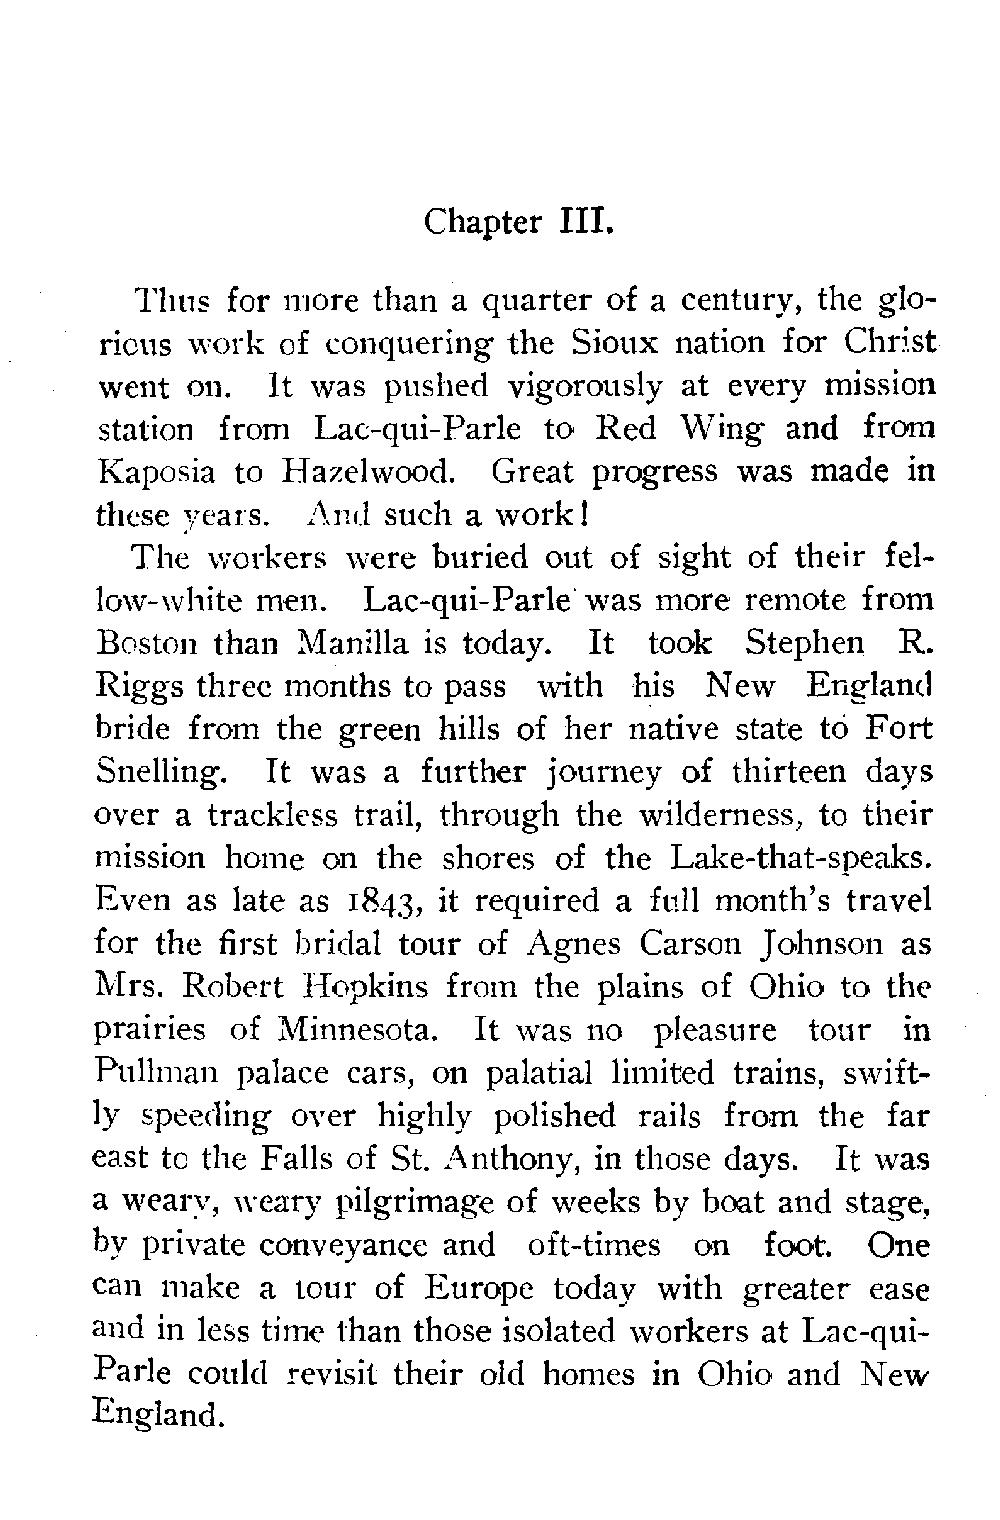 Chapter III.
Thus for more than a quarter of a century, the glo-
rious work of conquering the Sioux nation for Christ
went on. It was pushed vigorously at every mission
station from Lac-qui-Parle to Red Wing and from
Kaposia to Hazelwood. Great progress was made in
these years. And such a work!
The workers were buried out of sight of their fel-
low-white men. Lac-qui-Parle was more remote from
Boston than Manilla is today. It took Stephen R.
Riggs three months to pass with his New England
bride from the green hills of her native state to Fort
Snelling. It was a further journey of thirteen days
over a trackless trail, through the wilderness, to their
mission home on the shores of the Lake-that-speaks.
Even as late as 1843, it required a full month's travel
for the first bridal tour of Agnes Carson Johnson as
Mrs. Robert Hopkins from the plains of Ohio to the
prairies of Minnesota. It was no pleasure tour in
Pullman palace cars, on palatial limited trains, swift-
ly speeding over highly polished rails from the far
east to the Falls of St. Anthony, in those days. It was
a weary, weary pilgrimage of weeks by boat and stage,
by private conveyance and oft-times on foot. One
can make a tour of Europe today with greater ease
and in less time than those isolated workers at Lac-qui-
Parle could revisit their old homes in Ohio and New
England.